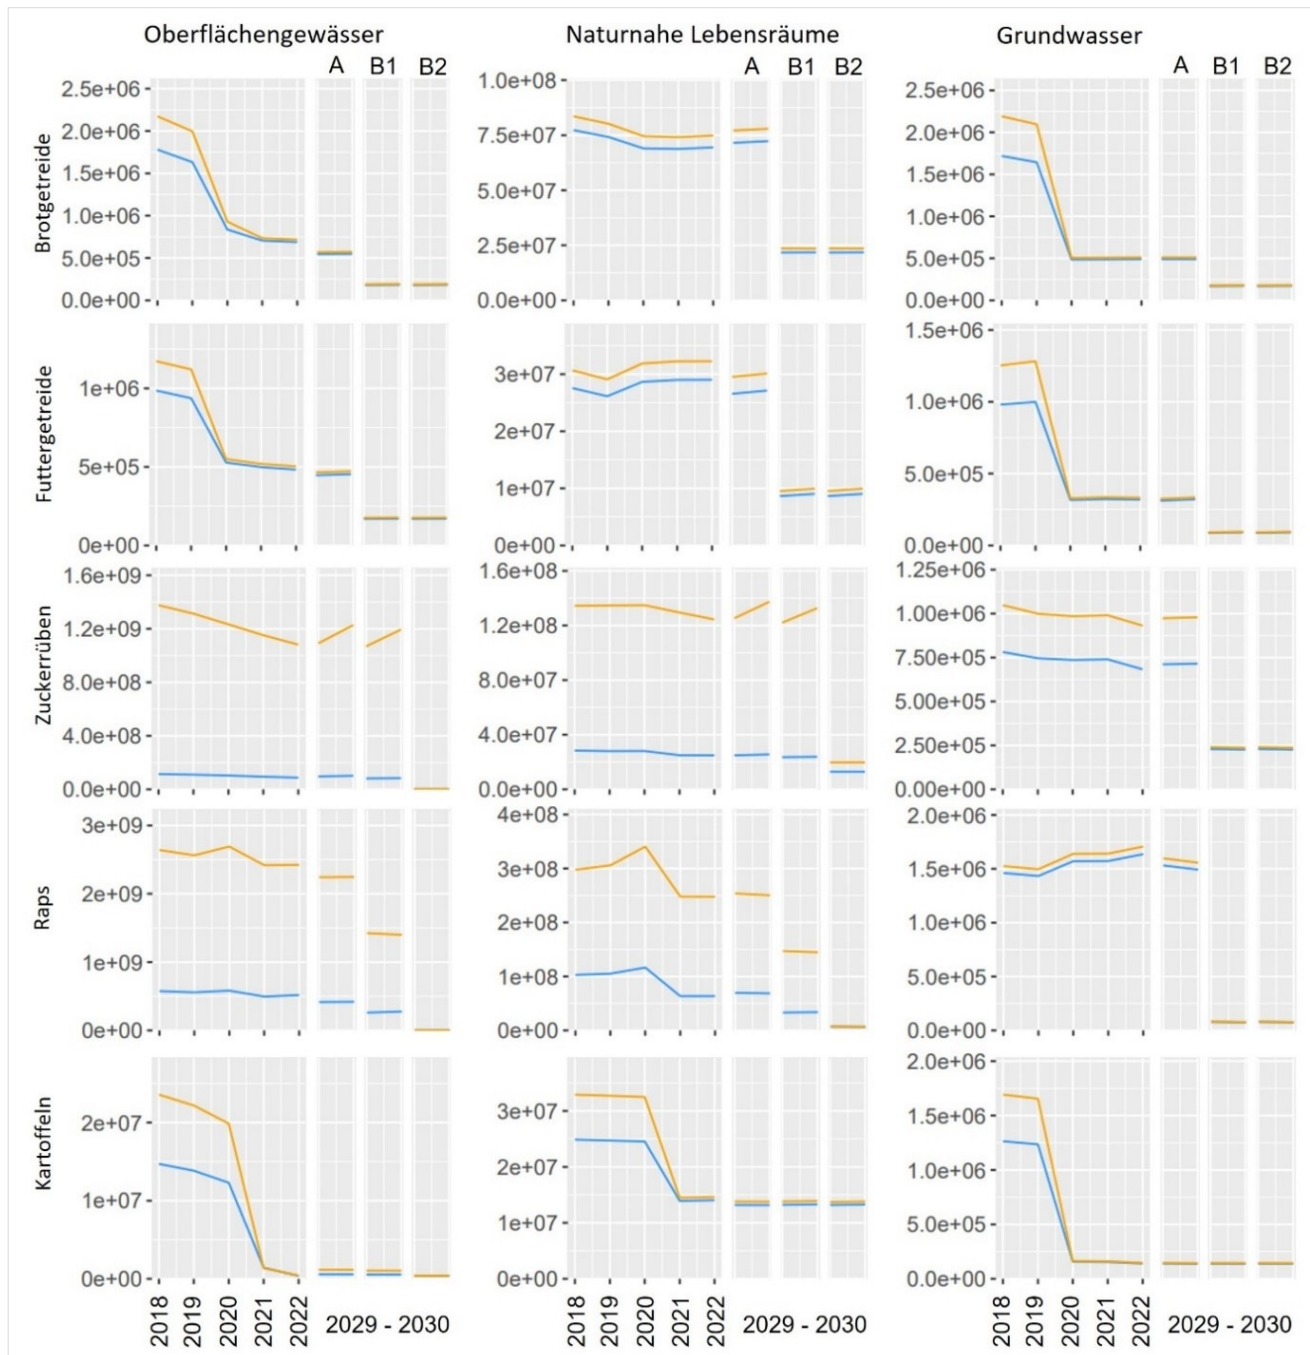 Oberflächengewässer Naturnahe Lebensräume Grundwasser
A B1 B2 A B1 B2 A B1 B2
Brotgetreide
2.5e+06 2.0e+06 1.5e+06 1.0e+06 5.0e+05 0.0e+00
1.0e+08 7.5e+07 5.0e+07 2.5e+07 0.0e+00
2.5e+06 2.0e+06 1.5e+06 1.0e+06 5.0e+05 0.0e+00
Futtergetreide
1e+06 5e+05 0e+00
3e+07 2e+07 1e+07 0e+00
1.5e+06 1.0e+06 5.0e+05 0.0e+00
Zuckerrüben
1.6e+09 1.2e+09 8.0e+08 4.0e+08 0.0e+00
1.6e+08 1.2e+08 8.0e+07 4.0e+07 0.0e+00
1.25e+06 1.00e+06 7.50e+05 5.00e+05 2.50e+05 0.00e+00
Raps
3e+09 2e+09 1e+09 0e+00
4e+08 3e+08 2e+08 1e+08 0e+00
2.0e+06 1.5e+06 1.0e+06 5.0e+05 0.0e+00
Kartoffeln
2e+07 1e+07 0e+00
3e+07 2e+07 1e+07 0e+00
2.0e+06 1.5e+06 1.0e+06 5.0e+05 0.0e+00
2018 2019 2020 2021 2022 2029 - 2030
2018 2019 2020 2021 2022 2029 - 2030
2018 2019 2020 2021 2022 2029 - 2030